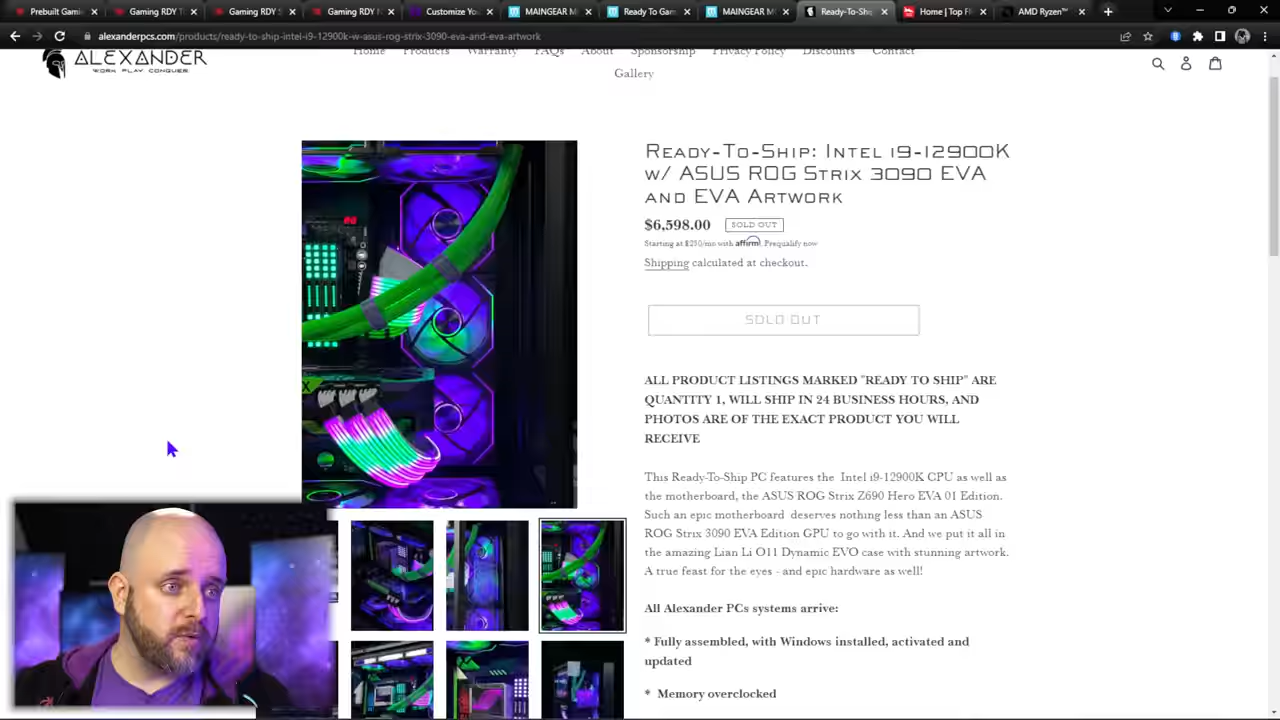 Prebuilt Gamin
Gaming RDY
Gaming RDY I
Gaming RDY I
Customize Yo
MAINGEAR M
Ready To Gam
MAINGEAR M
Ready-To-Shi
Home | Top Fl
AMD Ryzen
alexanderpcs.com/products/ready-to-ship-intel-i9-12900k-w-asus-rog-strix-3090-eva-and-eva-artwork
ALEXANDER
WORK PLAY CONQUER
Home Products Warranty FAQs About Sponsorship Privacy Policy Discounts Contact
Gallery
Ready-To-Ship: Intel i9-12900K
w/ ASUS ROG Strix 3090 EVA
and EVA Artwork
$6,598.00 SOLD OUT
Starting at $230/mo with affirm. Prequalify now
Shipping calculated at checkout.
SOLD OUT
ALL PRODUCT LISTINGS MARKED "READY TO SHIP" ARE
QUANTITY 1, WILL SHIP IN 24 BUSINESS HOURS, AND
PHOTOS ARE OF THE EXACT PRODUCT YOU WILL
RECEIVE
This Ready-To-Ship PC features the Intel i9-12900K CPU as well as
the motherboard, the ASUS ROG Strix Z690 Hero EVA 01 Edition.
Such an epic motherboard deserves nothing less than an ASUS
ROG Strix 3090 EVA Edition GPU to go with it. And we put it all in
the amazing Lian Li O11 Dynamic EVO case with stunning artwork.
A true feast for the eyes - and epic hardware as well!
All Alexander PCs systems arrive:
* Fully assembled, with Windows installed, activated and
updated
* Memory overclocked